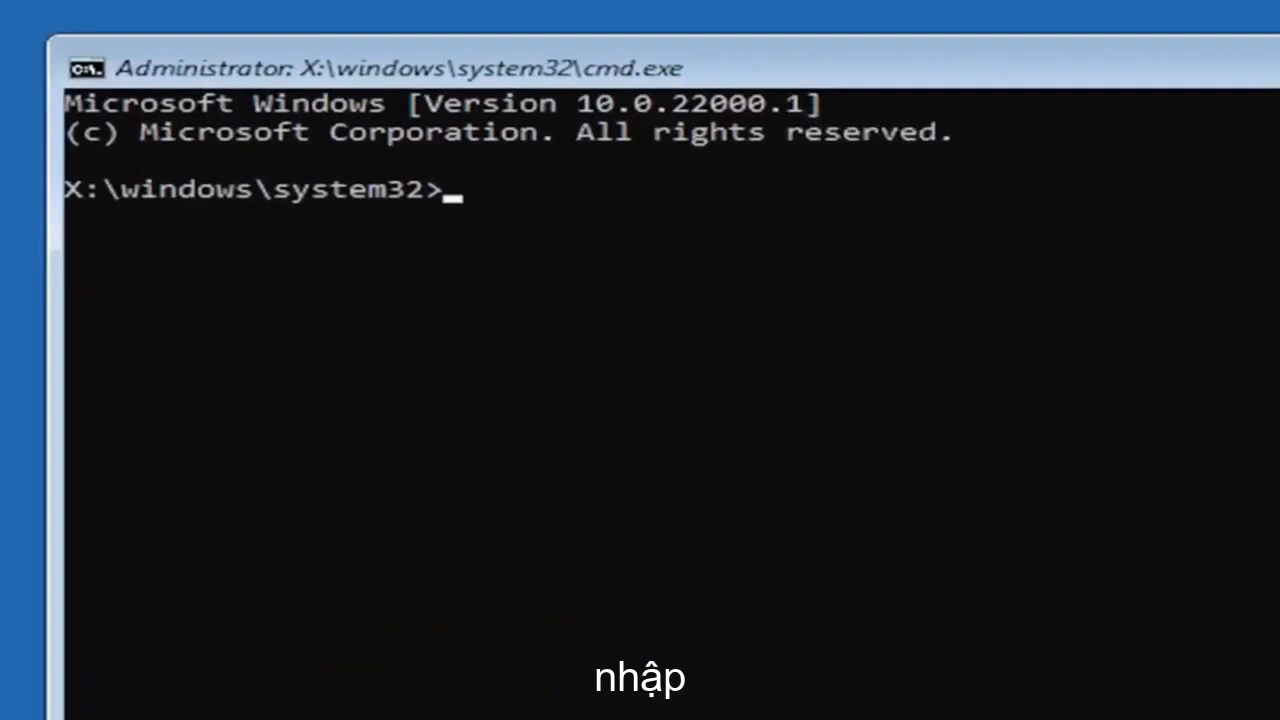 Administrator: X:\windows\system32\cmd.exe
Microsoft Windows [Version 10.0.22000.1]
(c) Microsoft Corporation. All rights reserved.
X:\windows\system32>
nhập